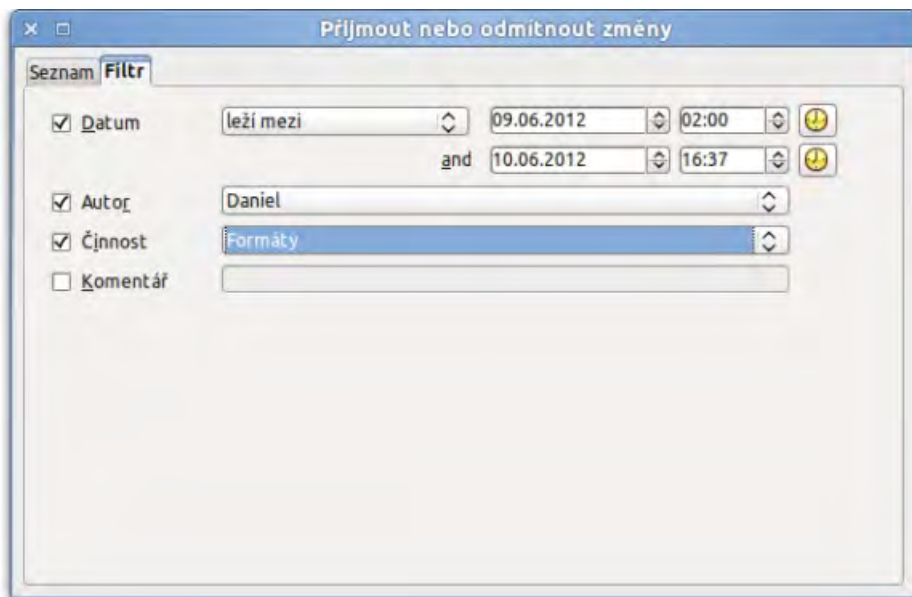 Přijmout nebo odmítnout změny
Seznam Filtr
Datum leží mezi 09.06.2012 02:00
and 10.06.2012 16:37
Autor Daniel
Činnost Formáty
Komentář